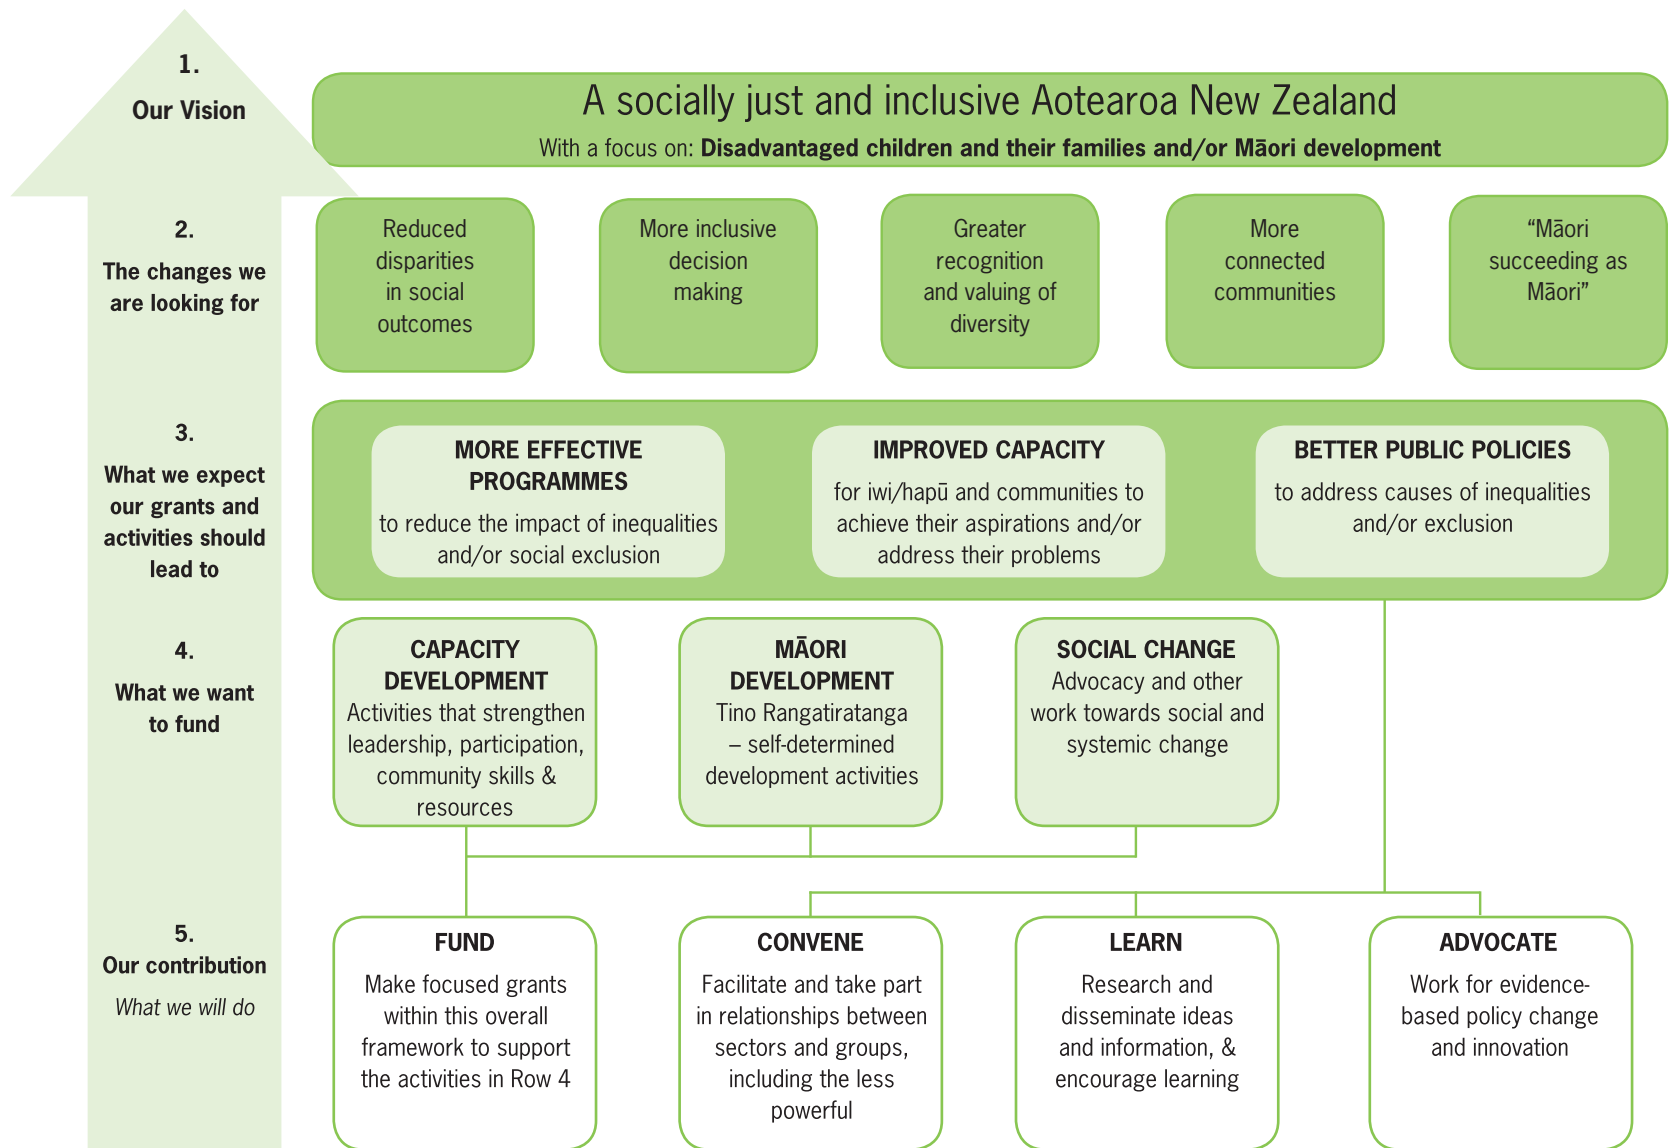 1.
Our Vision
A socially just and inclusive Aotearoa New Zealand
With a focus on: Disadvantaged children and their families and/or Māori development
2.
The changes we
are looking for
Reduced
disparities
in social
outcomes
More inclusive
decision
making
Greater
recognition
and valuing of
diversity
More
connected
communities
“Māori
succeeding as
Māori”
3.
What we expect
our grants and
activities should
lead to
MORE EFFECTIVE
PROGRAMMES
to reduce the impact of inequalities
and/or social exclusion
IMPROVED CAPACITY
for iwi/hapū and communities to
achieve their aspirations and/or
address their problems
BETTER PUBLIC POLICIES
to address causes of inequalities
and/or exclusion
4.
What we want
to fund
CAPACITY
DEVELOPMENT
Activities that strengthen
leadership, participation,
community skills &
resources
MĀORI
DEVELOPMENT
Tino Rangatiratanga
– self-determined
development activities
SOCIAL CHANGE
Advocacy and other
work towards social and
systemic change
5.
Our contribution
What we will do
FUND
Make focused grants
within this overall
framework to support
the activities in Row 4
CONVENE
Facilitate and take part
in relationships between
sectors and groups,
including the less
powerful
LEARN
Research and
disseminate ideas
and information, &
encourage learning
ADVOCATE
Work for evidence-
based policy change
and innovation